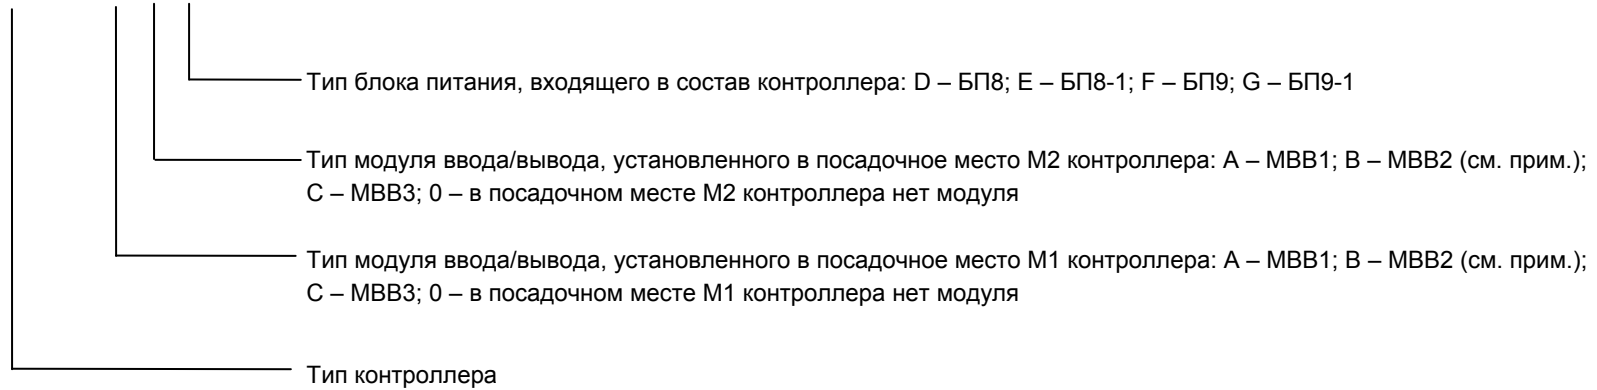 Тип блока питания, входящего в состав контроллера: D – БП8; E – БП8-1; F – БП9; G – БП9-1
Тип модуля ввода/вывода, установленного в посадочное место М2 контроллера: А – МВВ1; В – МВВ2 (см. прим.);
С – МВВ3; 0 – в посадочном месте М2 контроллера нет модуля
Тип модуля ввода/вывода, установленного в посадочное место М1 контроллера: А – МВВ1; В – МВВ2 (см. прим.);
С – МВВ3; 0 – в посадочном месте М1 контроллера нет модуля
Тип контроллера